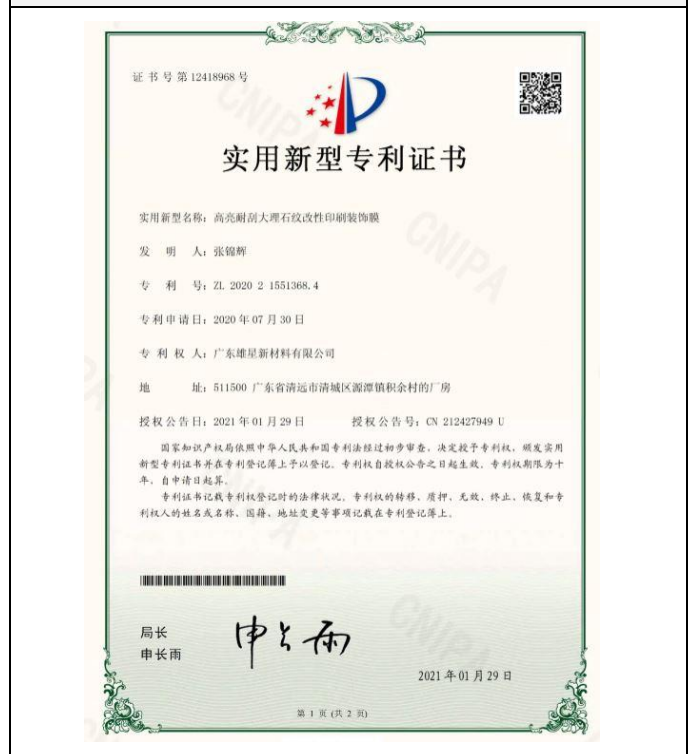 证书号第12418968号
实用新型专利证书
实用新型名称：高亮耐刮大理石纹改性印刷装饰膜
发 明 人：张锦辉
专 利 号：ZL 2020 2 1551368.4
专利申请日：2020年07月30日
专 利 权 人：广东雄星新材料有限公司
地 址：511500 广东省清远市清城区源潭镇积余村的厂房
授权公告日：2021年01月29日 授权公告号：CN 212427949 U
国家知识产权局依照中华人民共和国专利法经过初步审查，决定授予专利权，颁发实用
新型专利证书并在专利登记簿上予以登记。专利权自授权公告之日起生效。专利权期限为十
年，自申请日起算。
专利证书记载专利权登记时的法律状况。专利权的转移、质押、无效、终止、恢复和专
利权人的姓名或名称、国籍、地址变更等事项记载在专利登记簿上。
局长
申长雨
申长雨
2021年01月29日
第 1 页 (共 2 页)
CNIPA
CNIPA
CNIPA
CNIPA